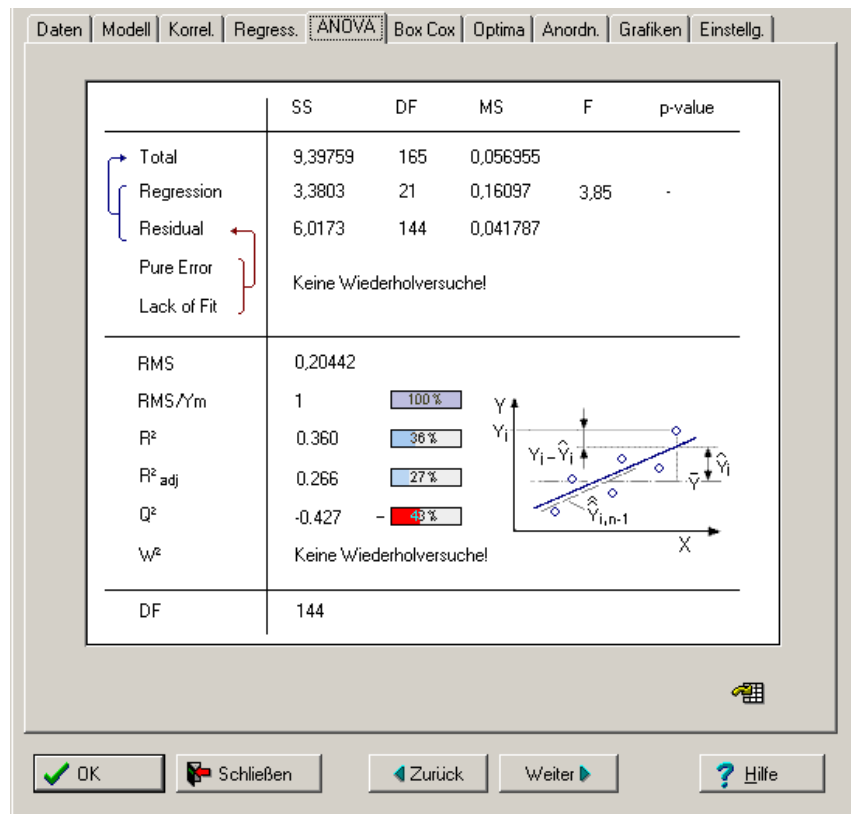 Daten Modell Korrel. Regress. ANOVA Box Cox Optima Anordn. Grafiken Einstellg.
SS DF MS F p-value
Total 9,39759 165 0,056955
Regression 3,3803 21 0,16097 3,85 -
Residual 6,0173 144 0,041787
Pure Error
Keine Wiederholversuche!
Lack of Fit
RMS 0,20442
RMS/Ym 1 100 %
R² 0.360 36 %
R² adj 0.266 27 %
Q² -0.427 - 43 %
W² Keine Wiederholversuche!
Y
Yi
Yi – Ŷi
Ŷi
Ȳ
Ŷi,n-1
X
DF 144
OK Schließen Zurück Weiter Hilfe